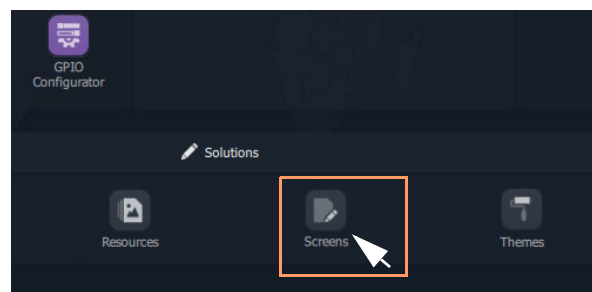 GPIO
Configurator
Solutions
Resources
Screens
Themes